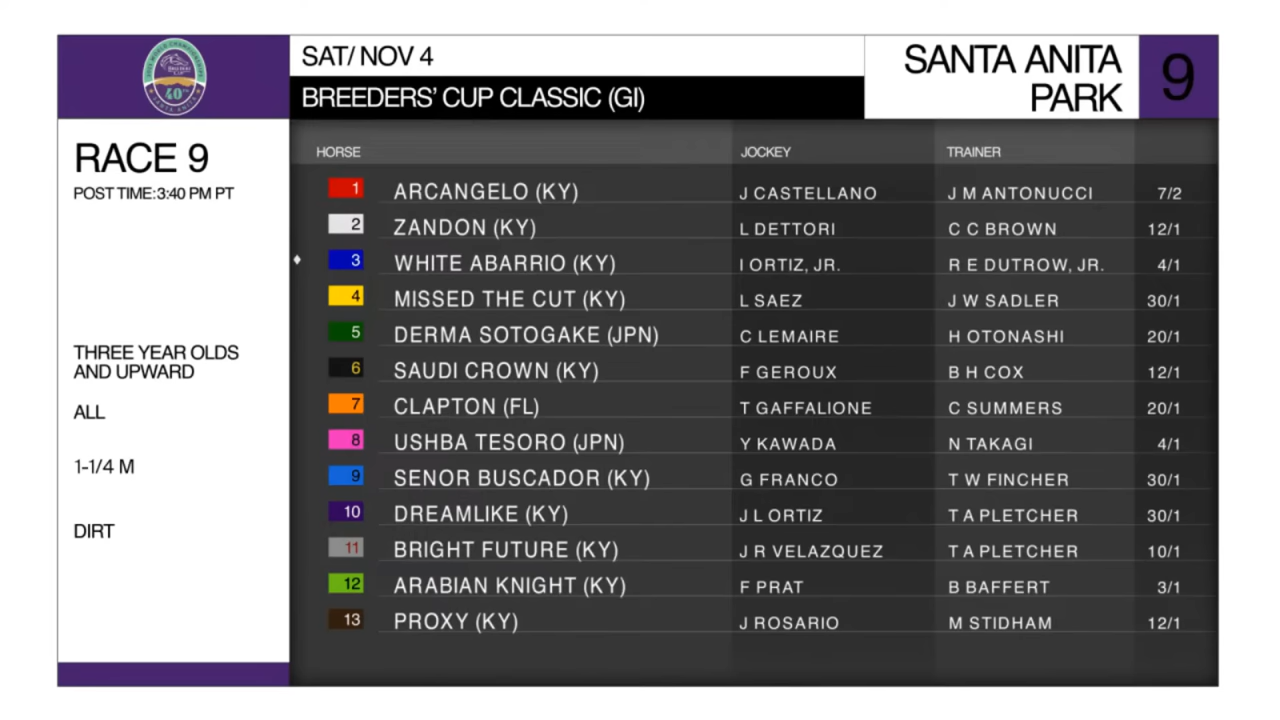 SAT/ NOV 4
BREEDERS' CUP CLASSIC (GI)
SANTA ANITA
PARK
9
40
RACE 9
POST TIME:3:40 PM PT
THREE YEAR OLDS
AND UPWARD
ALL
1-1/4 M
DIRT
HORSE JOCKEY TRAINER
1 ARCANGELO (KY) J CASTELLANO J M ANTONUCCI 7/2
2 ZANDON (KY) L DETTORI C C BROWN 12/1
3 WHITE ABARRIO (KY) I ORTIZ, JR. R E DUTROW, JR. 4/1
4 MISSED THE CUT (KY) L SAEZ J W SADLER 30/1
5 DERMA SOTOGAKE (JPN) C LEMAIRE H OTONASHI 20/1
6 SAUDI CROWN (KY) F GEROUX B H COX 12/1
7 CLAPTON (FL) T GAFFALIONE C SUMMERS 20/1
8 USHBA TESORO (JPN) Y KAWADA N TAKAGI 4/1
9 SENOR BUSCADOR (KY) G FRANCO T W FINCHER 30/1
10 DREAMLIKE (KY) J L ORTIZ T A PLETCHER 30/1
11 BRIGHT FUTURE (KY) J R VELAZQUEZ T A PLETCHER 10/1
12 ARABIAN KNIGHT (KY) F PRAT B BAFFERT 3/1
13 PROXY (KY) J ROSARIO M STIDHAM 12/1